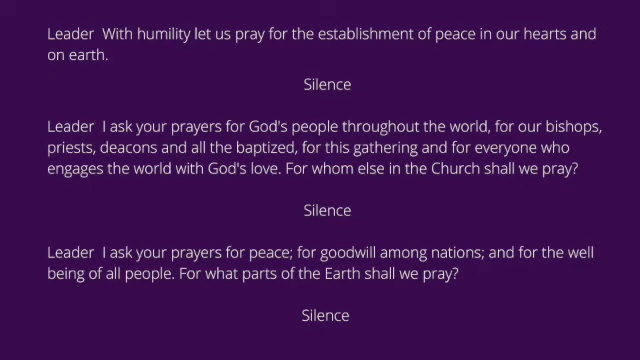 Leader With humility let us pray for the establishment of peace in our hearts and
on earth.
Silence
Leader I ask your prayers for God's people throughout the world, for our bishops,
priests, deacons and all the baptized, for this gathering and for everyone who
engages the world with God's love. For whom else in the Church shall we pray?
Silence
Leader I ask your prayers for peace; for goodwill among nations; and for the well
being of all people. For what parts of the Earth shall we pray?
Silence